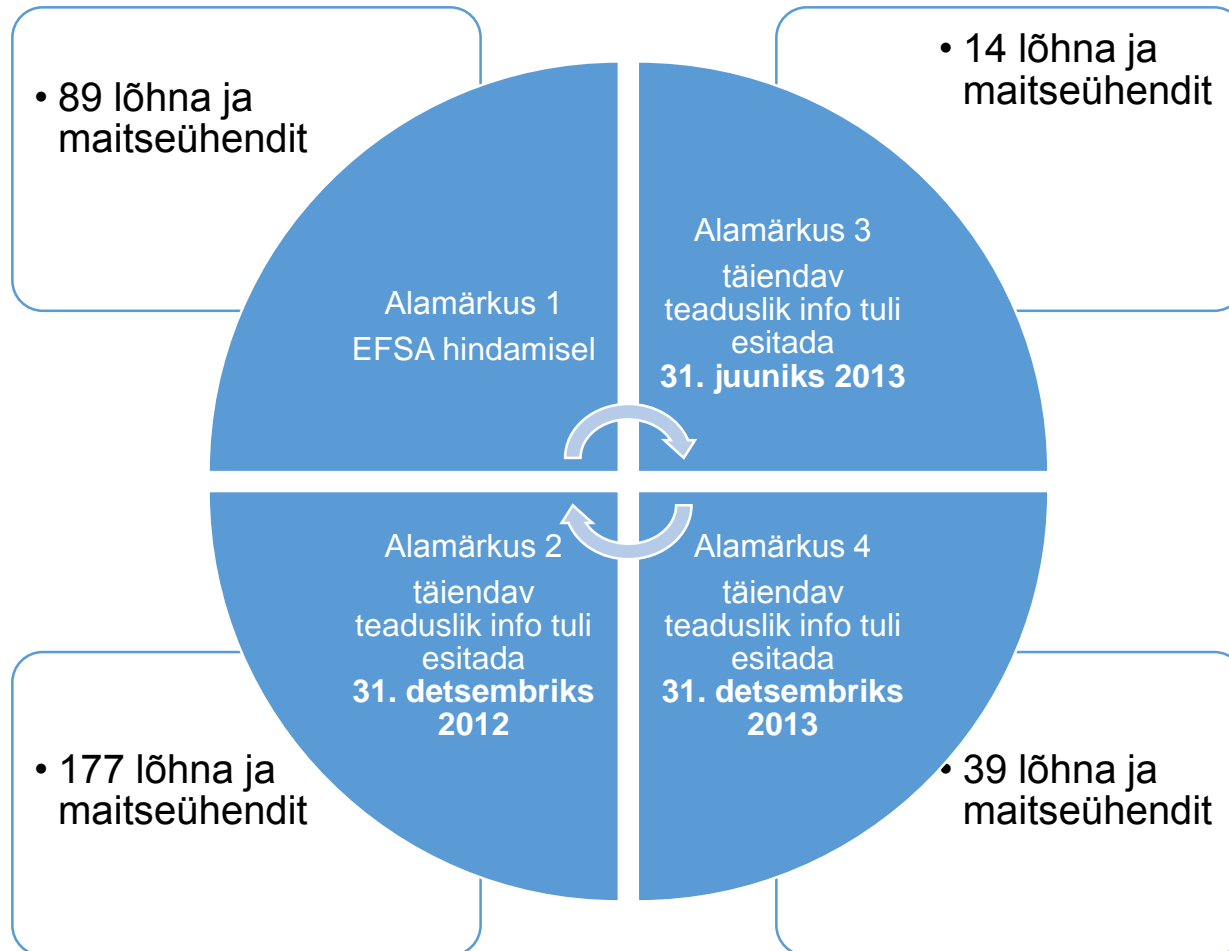 • 89 lõhna ja
maitseühendit
• 14 lõhna ja
maitseühendit
Alamärkus 1
EFSA hindamisel
Alamärkus 3
täiendav
teaduslik info tuli
esitada
31. juuniks 2013
Alamärkus 2
täiendav
teaduslik info tuli
esitada
31. detsembriks
2012
Alamärkus 4
täiendav
teaduslik info tuli
esitada
31. detsembriks
2013
• 177 lõhna ja
maitseühendit
• 39 lõhna ja
maitseühendit